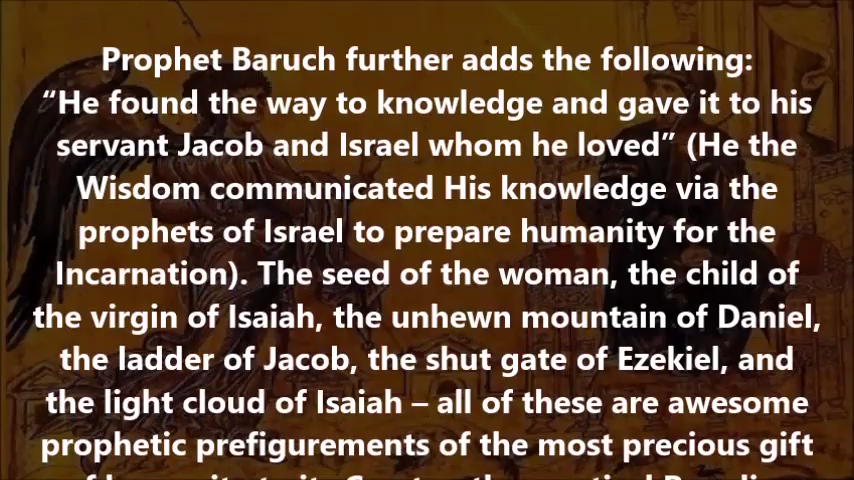 Prophet Baruch further adds the following:
“He found the way to knowledge and gave it to his
servant Jacob and Israel whom he loved” (He the
Wisdom communicated His knowledge via the
prophets of Israel to prepare humanity for the
Incarnation). The seed of the woman, the child of
the virgin of Isaiah, the unhewn mountain of Daniel,
the ladder of Jacob, the shut gate of Ezekiel, and
the light cloud of Isaiah – all of these are awesome
prophetic prefigurements of the most precious gift